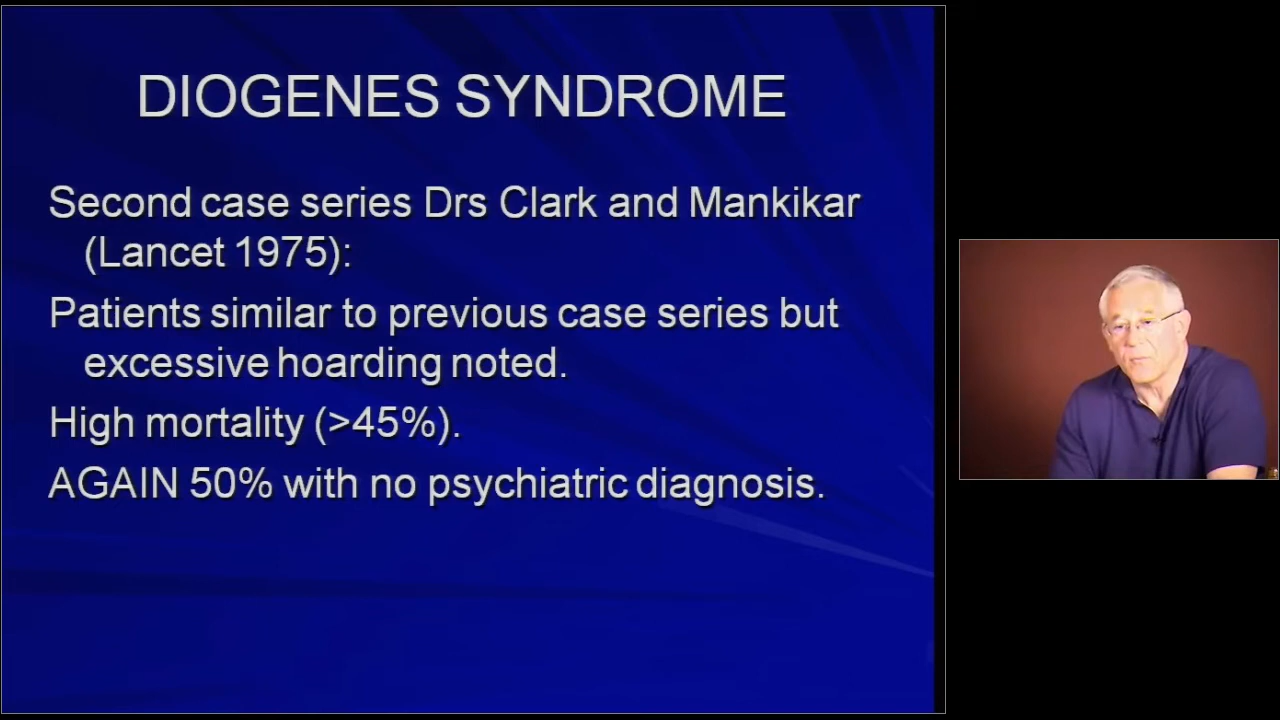 DIOGENES SYNDROME
Second case series Drs Clark and Mankikar
(Lancet 1975):
Patients similar to previous case series but
excessive hoarding noted.
High mortality (>45%).
AGAIN 50% with no psychiatric diagnosis.